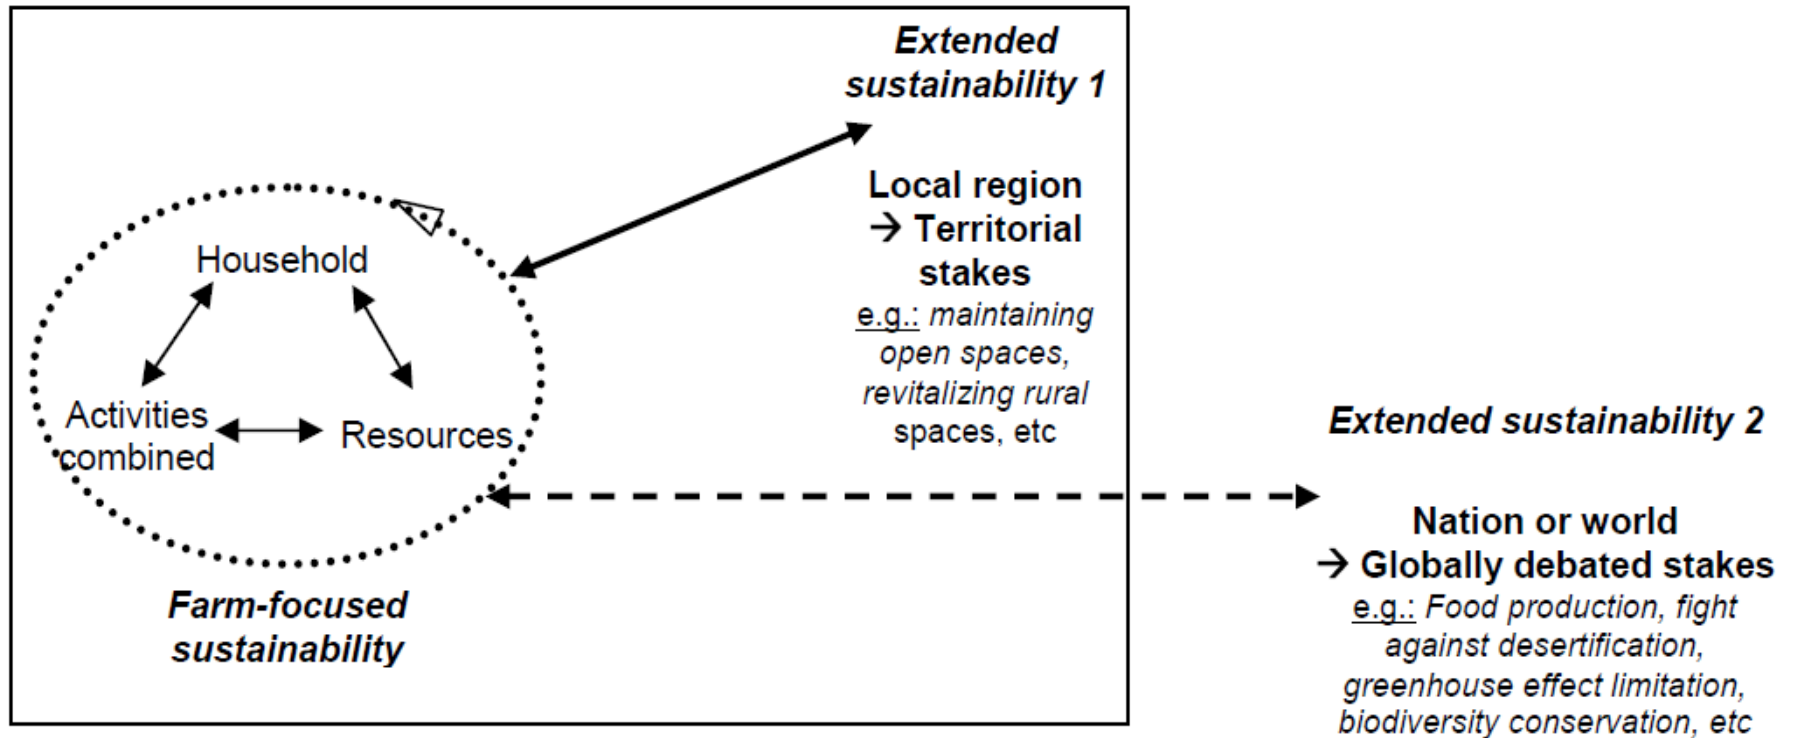 Extended
sustainability 1
Local region
→ Territorial
stakes
e.g.: maintaining
open spaces,
revitalizing rural
spaces, etc
Household
Activities
combined
Resources
Farm-focused
sustainability
Extended sustainability 2
Nation or world
→ Globally debated stakes
e.g.: Food production, fight
against desertification,
greenhouse effect limitation,
biodiversity conservation, etc